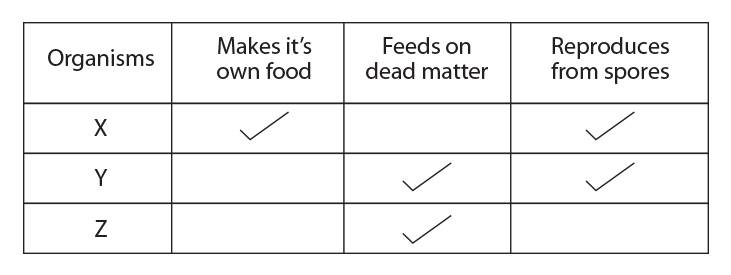 Organisms
Makes it's
own food
Feeds on
dead matter
Reproduces
from spores
X
Y
Z